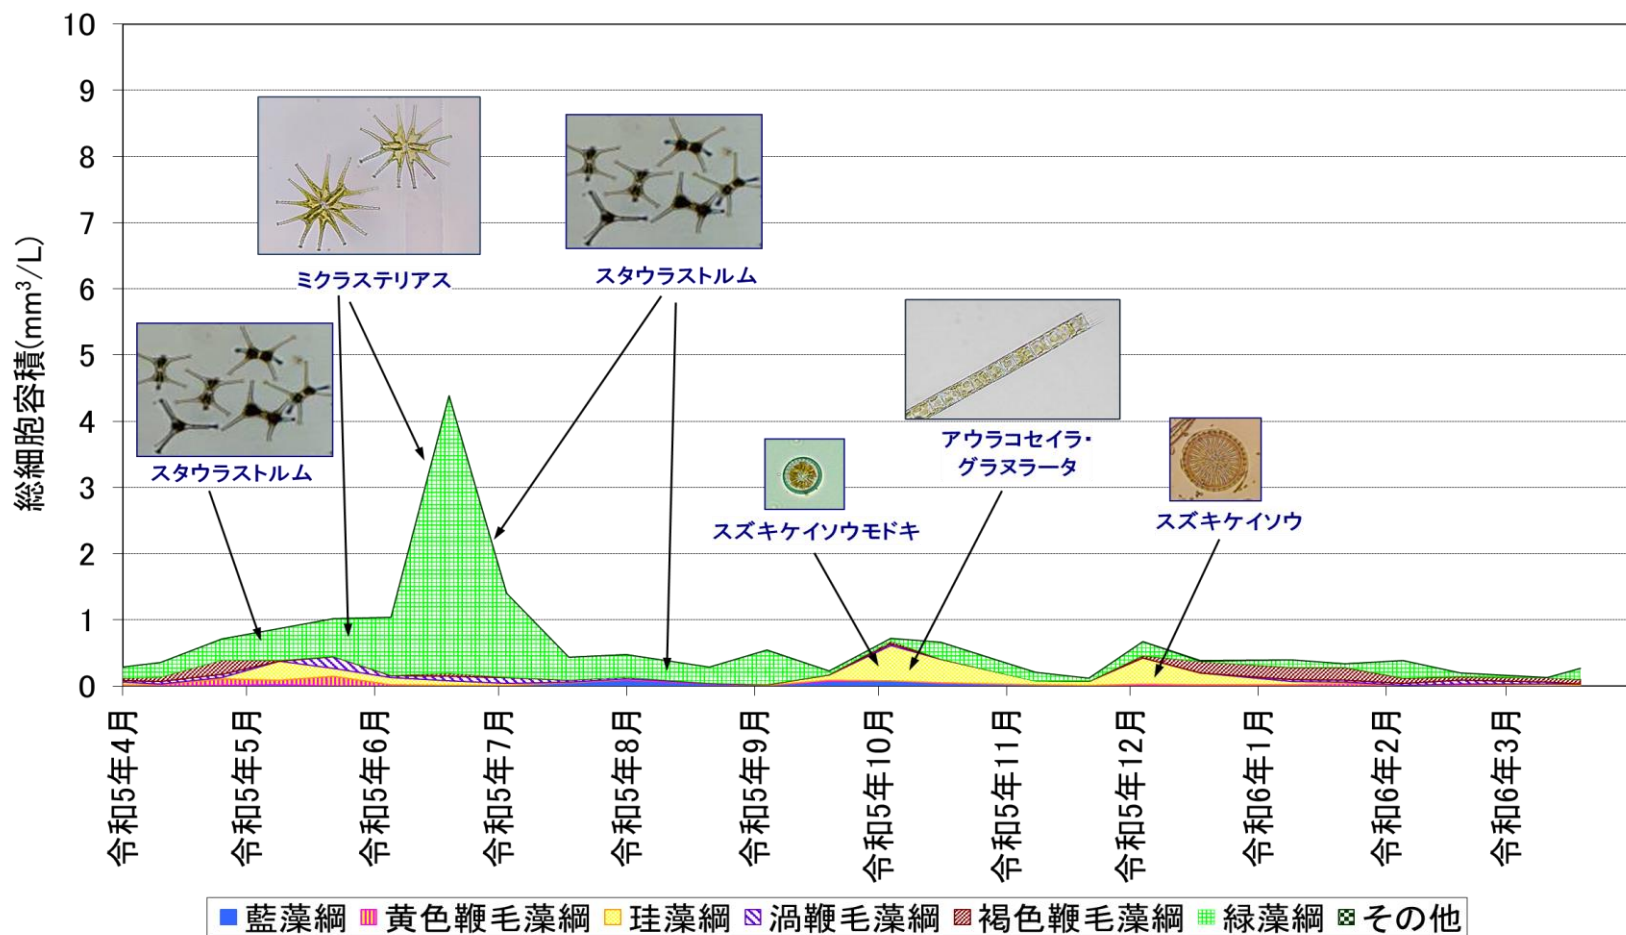 総細胞容積(mm³/L)
10
9
8
7
6
5
4
3
2
1
0
ミクラステリアス
スタウラストルム
スタウラストルム
アウラコセイラ・
グラヌラータ
スズキケイソウモドキ
スズキケイソウ
令和5年4月
令和5年5月
令和5年6月
令和5年7月
令和5年8月
令和5年9月
令和5年10月
令和5年11月
令和5年12月
令和6年1月
令和6年2月
令和6年3月
藍藻綱 黄色鞭毛藻綱 珪藻綱 渦鞭毛藻綱 褐色鞭毛藻綱 緑藻綱 その他